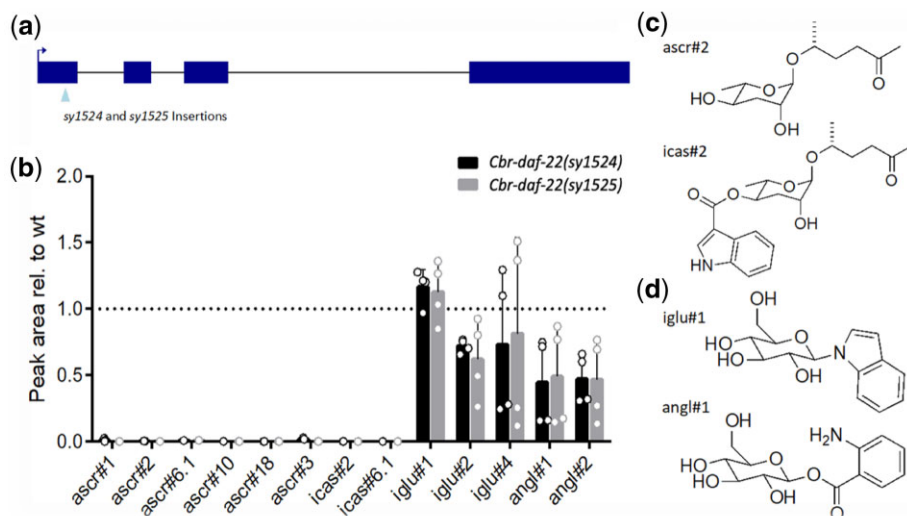 (a)
sy1524 and sy1525 Insertions
(b)
Peak area rel. to wt
2.0
1.5
1.0
0.5
0.0
Cbr-daf-22(sy1524)
Cbr-daf-22(sy1525)
ascr#1
ascr#2
ascr#6.1
ascr#10
ascr#18
ascr#3
icas#2
icas#6.1
iglu#1
iglu#2
iglu#4
angl#1
angl#2
(c)
ascr#2
O
O
O
HO
OH
icas#2
O
O
O
O
O
OH
NH
(d)
iglu#1
OH
O
HO
HO
OH
N
angl#1
OH
H₂N
O
HO
HO
OH
O
O